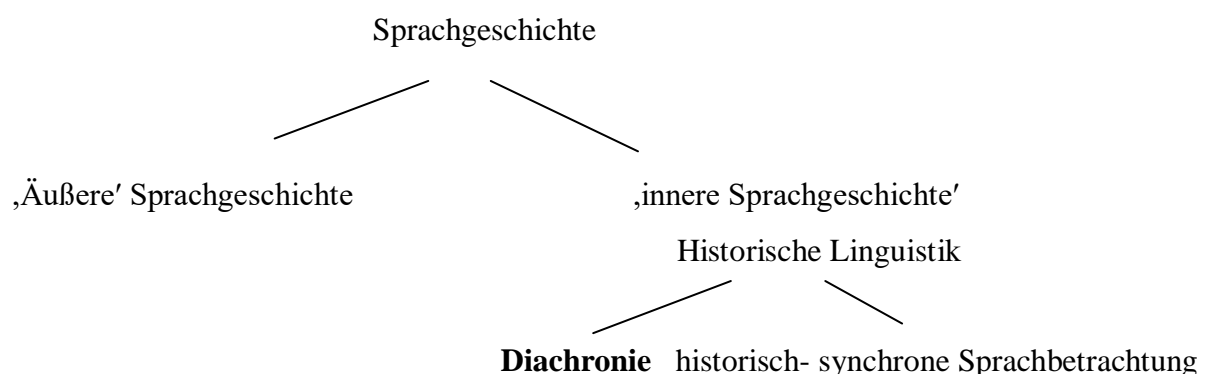 Sprachgeschichte
‚Äußere′ Sprachgeschichte ‚innere Sprachgeschichte′
Historische Linguistik
Diachronie historisch- synchrone Sprachbetrachtung